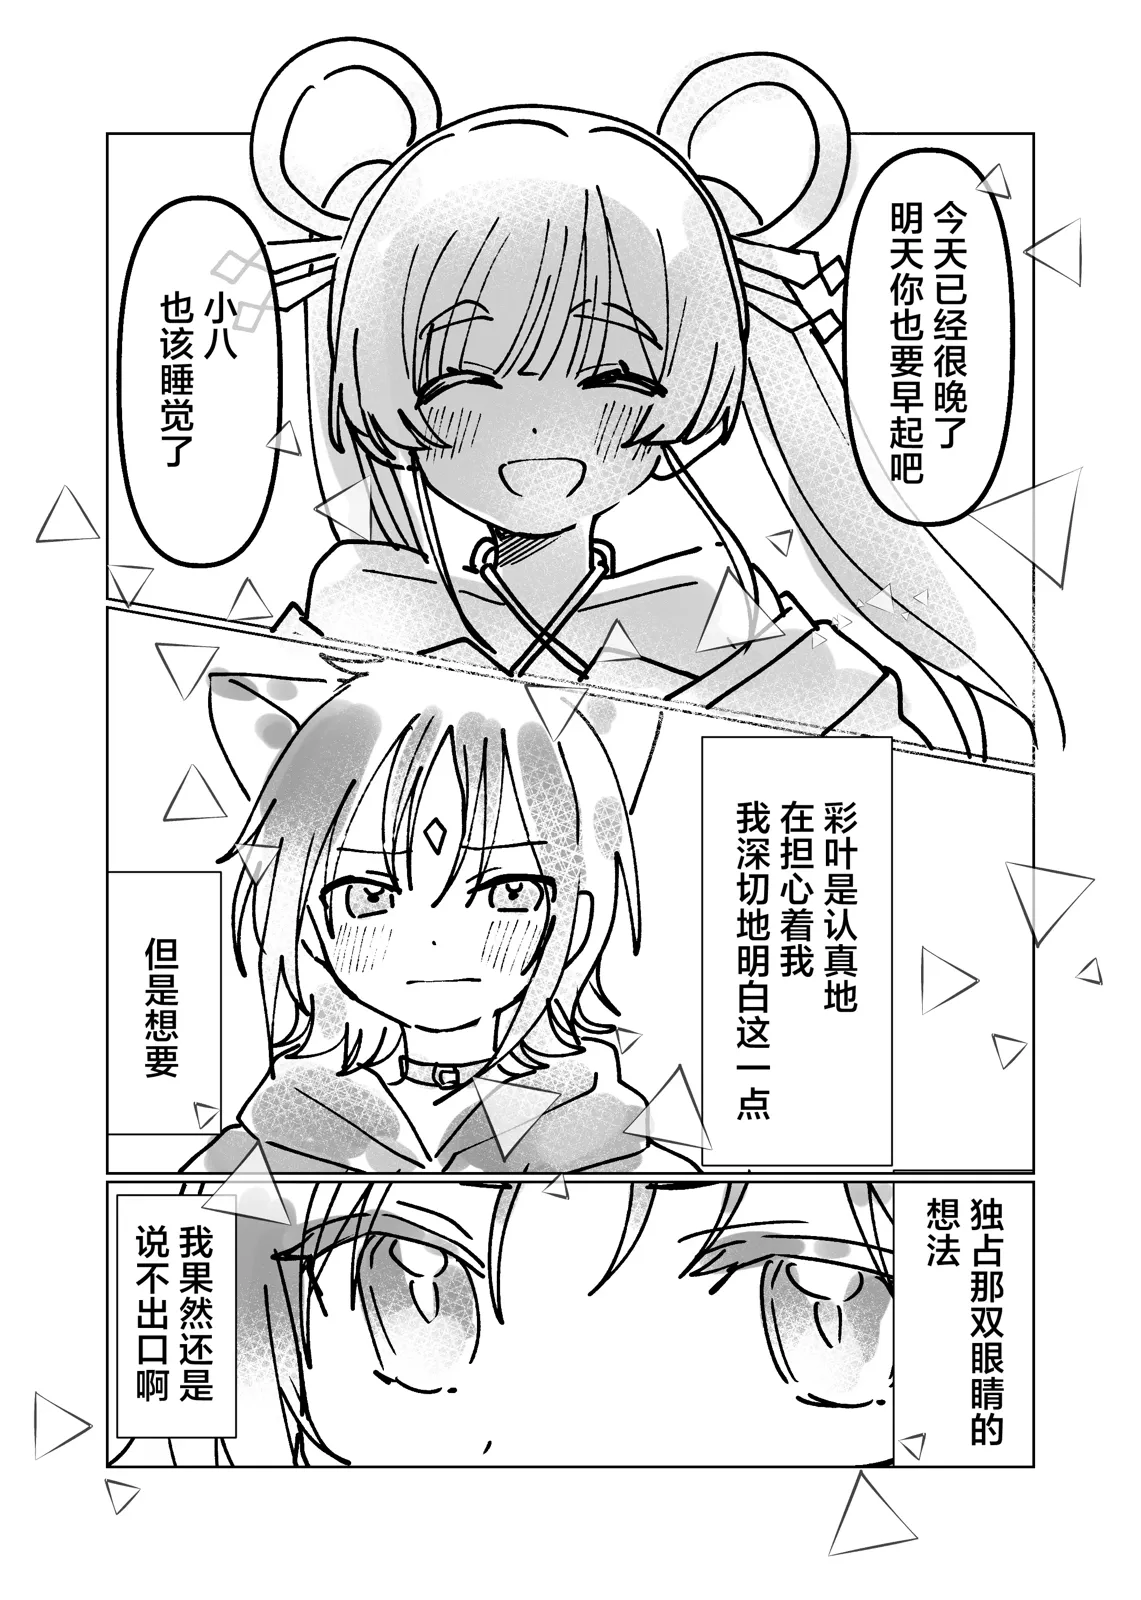 今天已经很晚了
明天你也要早起吧
小八
也该睡觉了
彩叶是认真地
在担心着我
我深切地明白这一点
但是想要
独占那双眼睛的
想法
我果然还是
说不出口啊